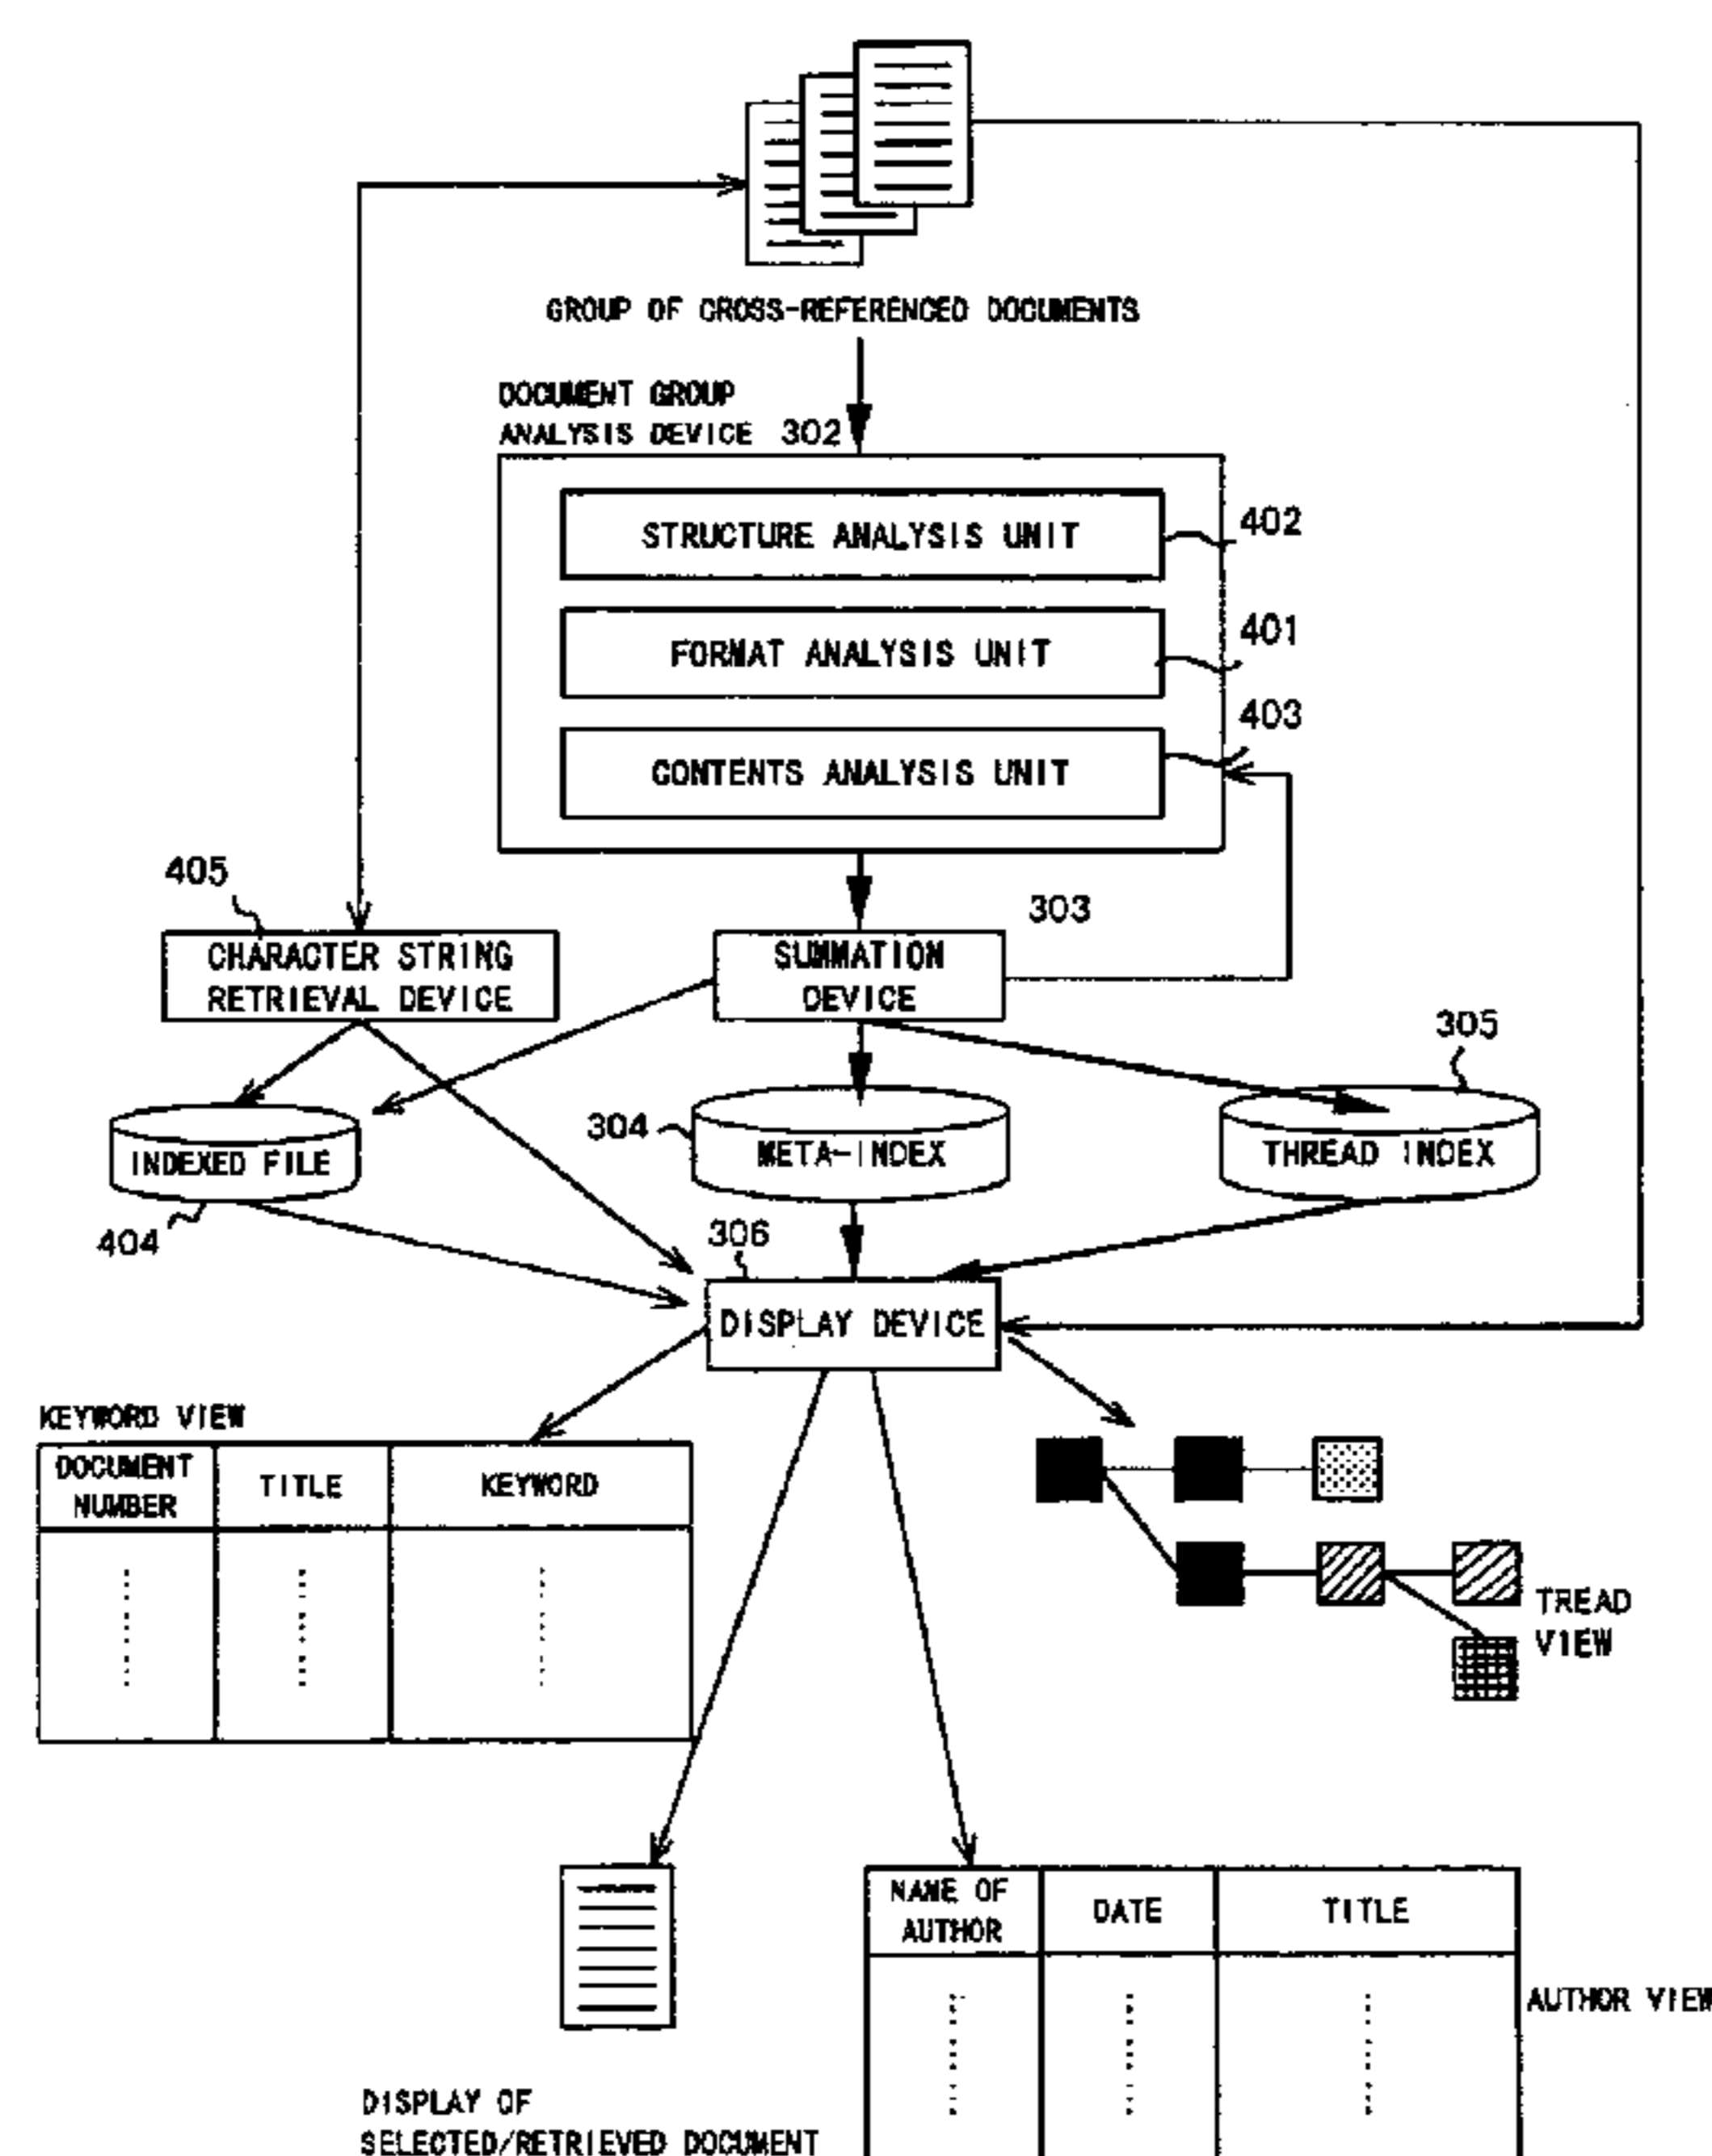 GROUP OF CROSS-REFERENCED DOCUMENTS
DOCUMENT GROUP
ANALYSIS DEVICE 302
STRUCTURE ANALYSIS UNIT
402
FORMAT ANALYSIS UNIT
401
CONTENTS ANALYSIS UNIT
403
405
303
CHARACTER STRING
RETRIEVAL DEVICE
SUMMATION
DEVICE
305
304
INDEXED FILE
META-INDEX
THREAD INDEX
404
306
DISPLAY DEVICE
KEYWORD VIEW
DOCUMENT
NUMBER
TITLE
KEYWORD
TREAD
VIEW
NAME OF
AUTHOR
DATE
TITLE
AUTHOR VIEW
DISPLAY OF
SELECTED/RETRIEVED DOCUMENT